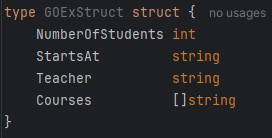 type GOExStruct struct { no usages
    NumberOfStudents int
    StartsAt         string
    Teacher          string
    Courses          []string
}